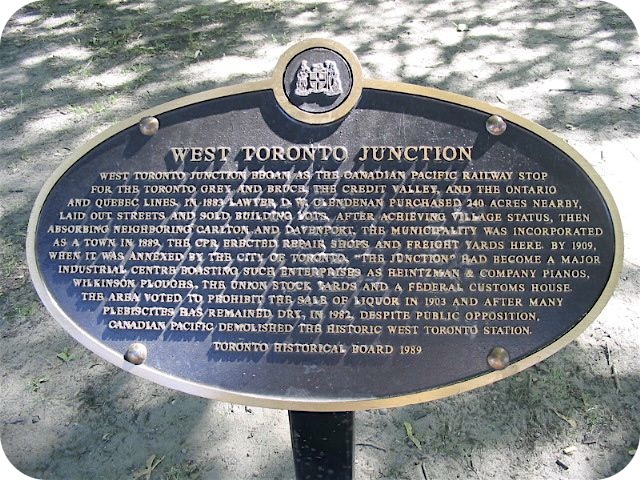 WEST TORONTO JUNCTION
WEST TORONTO JUNCTION BEGAN AS THE CANADIAN PACIFIC RAILWAY STOP
FOR THE TORONTO GREY AND BRUCE, THE CREDIT VALLEY, AND THE ONTARIO
AND QUEBEC LINES. IN 1883 LAWYER D. W. CLENDENAN PURCHASED 240 ACRES NEARBY,
LAID OUT STREETS AND SOLD BUILDING LOTS. AFTER ACHIEVING VILLAGE STATUS, THEN
ABSORBING NEIGHBORING CARLTON AND DAVENPORT, THE MUNICIPALITY WAS INCORPORATED
AS A TOWN IN 1889. THE CPR ERECTED REPAIR SHOPS AND FREIGHT YARDS HERE. BY 1909,
WHEN IT WAS ANNEXED BY THE CITY OF TORONTO, "THE JUNCTION" HAD BECOME A MAJOR
INDUSTRIAL CENTRE BOASTING SUCH ENTERPRISES AS HEINTZMAN & COMPANY PIANOS,
WILKINSON PLOUGHS, THE UNION STOCK YARDS AND A FEDERAL CUSTOMS HOUSE.
THE AREA VOTED TO PROHIBIT THE SALE OF LIQUOR IN 1903 AND AFTER MANY
PLEBISCITES HAS REMAINED DRY, IN 1982, DESPITE PUBLIC OPPOSITION,
CANADIAN PACIFIC DEMOLISHED THE HISTORIC WEST TORONTO STATION.
TORONTO HISTORICAL BOARD 1989